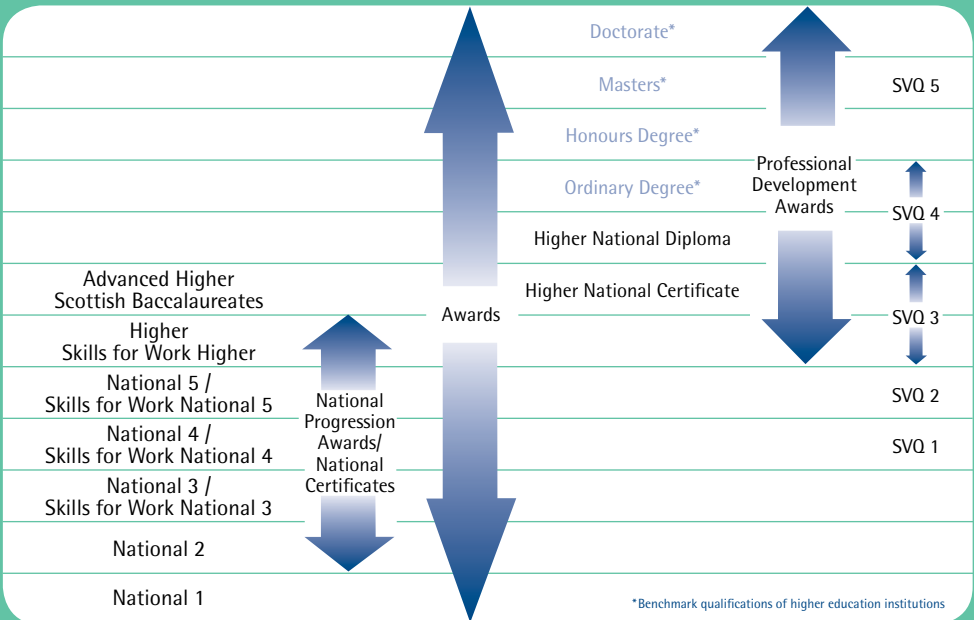 Doctorate*
Masters*
SVQ 5
Honours Degree*
Professional
Development
Awards
Ordinary Degree*
SVQ 4
Higher National Diploma
Advanced Higher
Scottish Baccalaureates
Higher National Certificate
Awards
SVQ 3
Higher
Skills for Work Higher
National 5 /
Skills for Work National 5
SVQ 2
National
Progression
Awards/
National
Certificates
National 4 /
Skills for Work National 4
SVQ 1
National 3 /
Skills for Work National 3
National 2
National 1
*Benchmark qualifications of higher education institutions